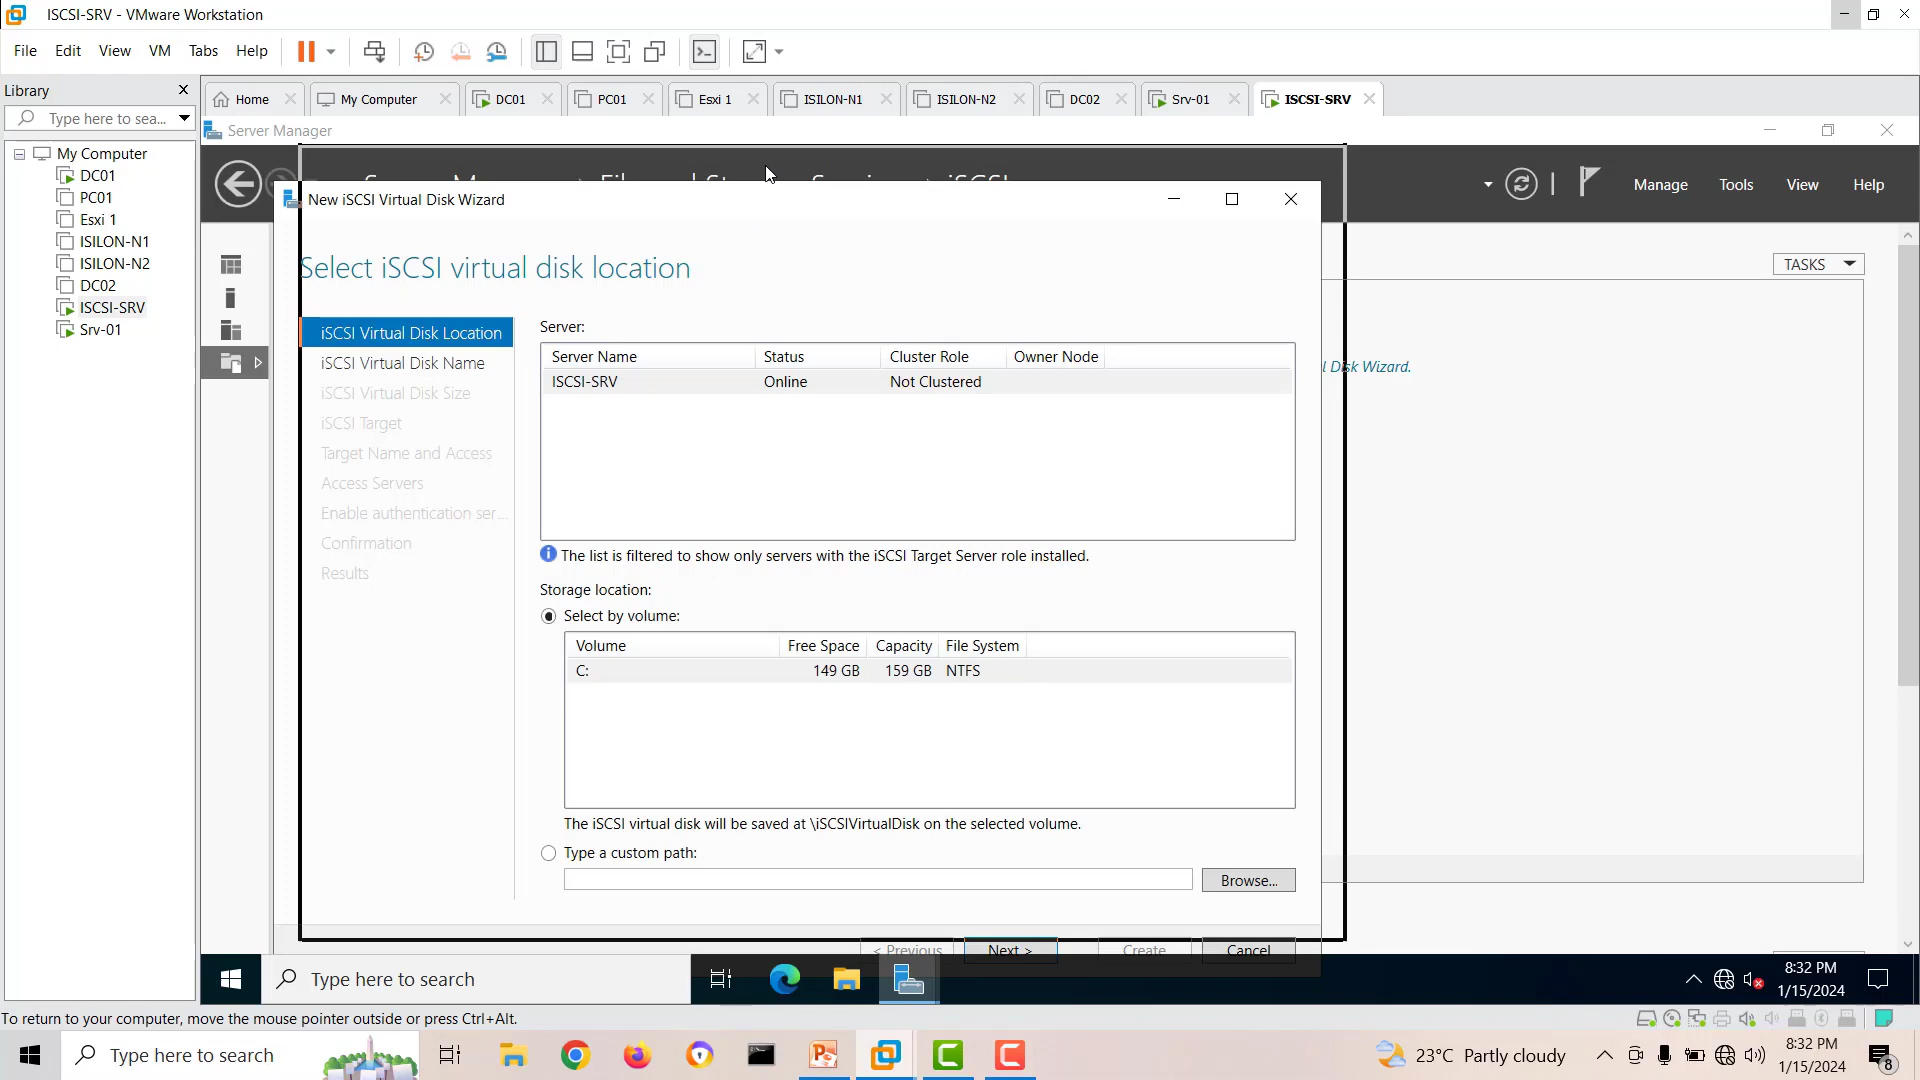 ISCSI-SRV - VMware Workstation
File Edit View VM Tabs Help
Library
Type here to sea...
My Computer
DC01
PC01
Esxi 1
ISILON-N1
ISILON-N2
DC02
ISCSI-SRV
Srv-01
Home My Computer DC01 PC01 Esxi 1 ISILON-N1 ISILON-N2 DC02 Srv-01 ISCSI-SRV
Server Manager
Manage Tools View Help
TASKS
New iSCSI Virtual Disk Wizard
Select iSCSI virtual disk location
iSCSI Virtual Disk Location
iSCSI Virtual Disk Name
iSCSI Virtual Disk Size
iSCSI Target
Target Name and Access
Access Servers
Enable authentication ser...
Confirmation
Results
Server:
Server Name Status Cluster Role Owner Node
ISCSI-SRV Online Not Clustered
The list is filtered to show only servers with the iSCSI Target Server role installed.
Storage location:
Select by volume:
Volume Free Space Capacity File System
C: 149 GB 159 GB NTFS
The iSCSI virtual disk will be saved at \iSCSIVirtualDisk on the selected volume.
Type a custom path:
Browse...
< Previous Next > Create Cancel
l Disk Wizard.
Type here to search
8:32 PM
1/15/2024
To return to your computer, move the mouse pointer outside or press Ctrl+Alt.
Type here to search
23°C Partly cloudy
8:32 PM
1/15/2024
8